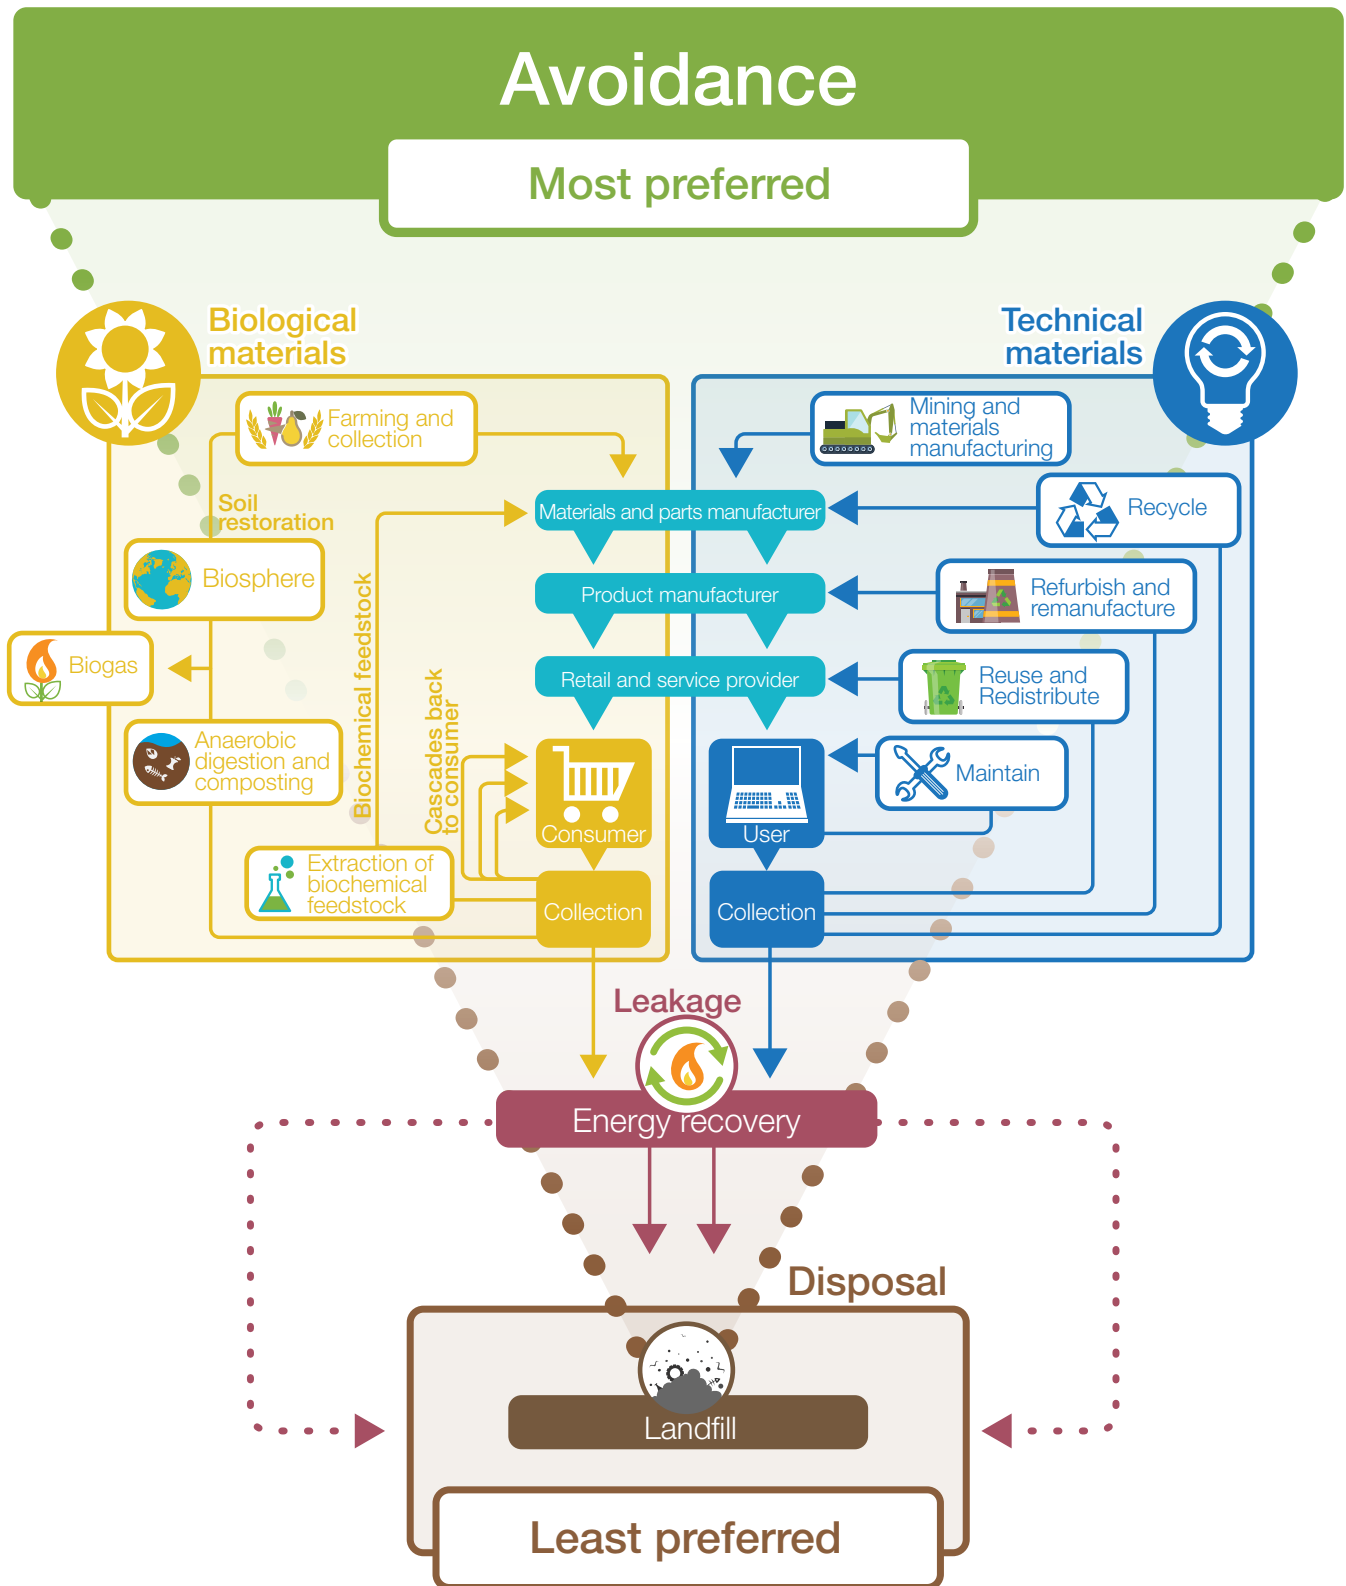 Avoidance
Most preferred
Biological
materials
Technical
materials
Farming and
collection
Mining and
materials
manufacturing
Soil
restoration
Materials and parts manufacturer
Recycle
Biosphere
Product manufacturer
Refurbish and
remanufacture
Biogas
Biochemical feedstock
Retail and service provider
Reuse and
Redistribute
Anaerobic
digestion and
composting
Cascades back
to consumer
Maintain
Consumer
User
Extraction of
biochemical
feedstock
Collection
Collection
Leakage
Energy recovery
Disposal
Landfill
Least preferred